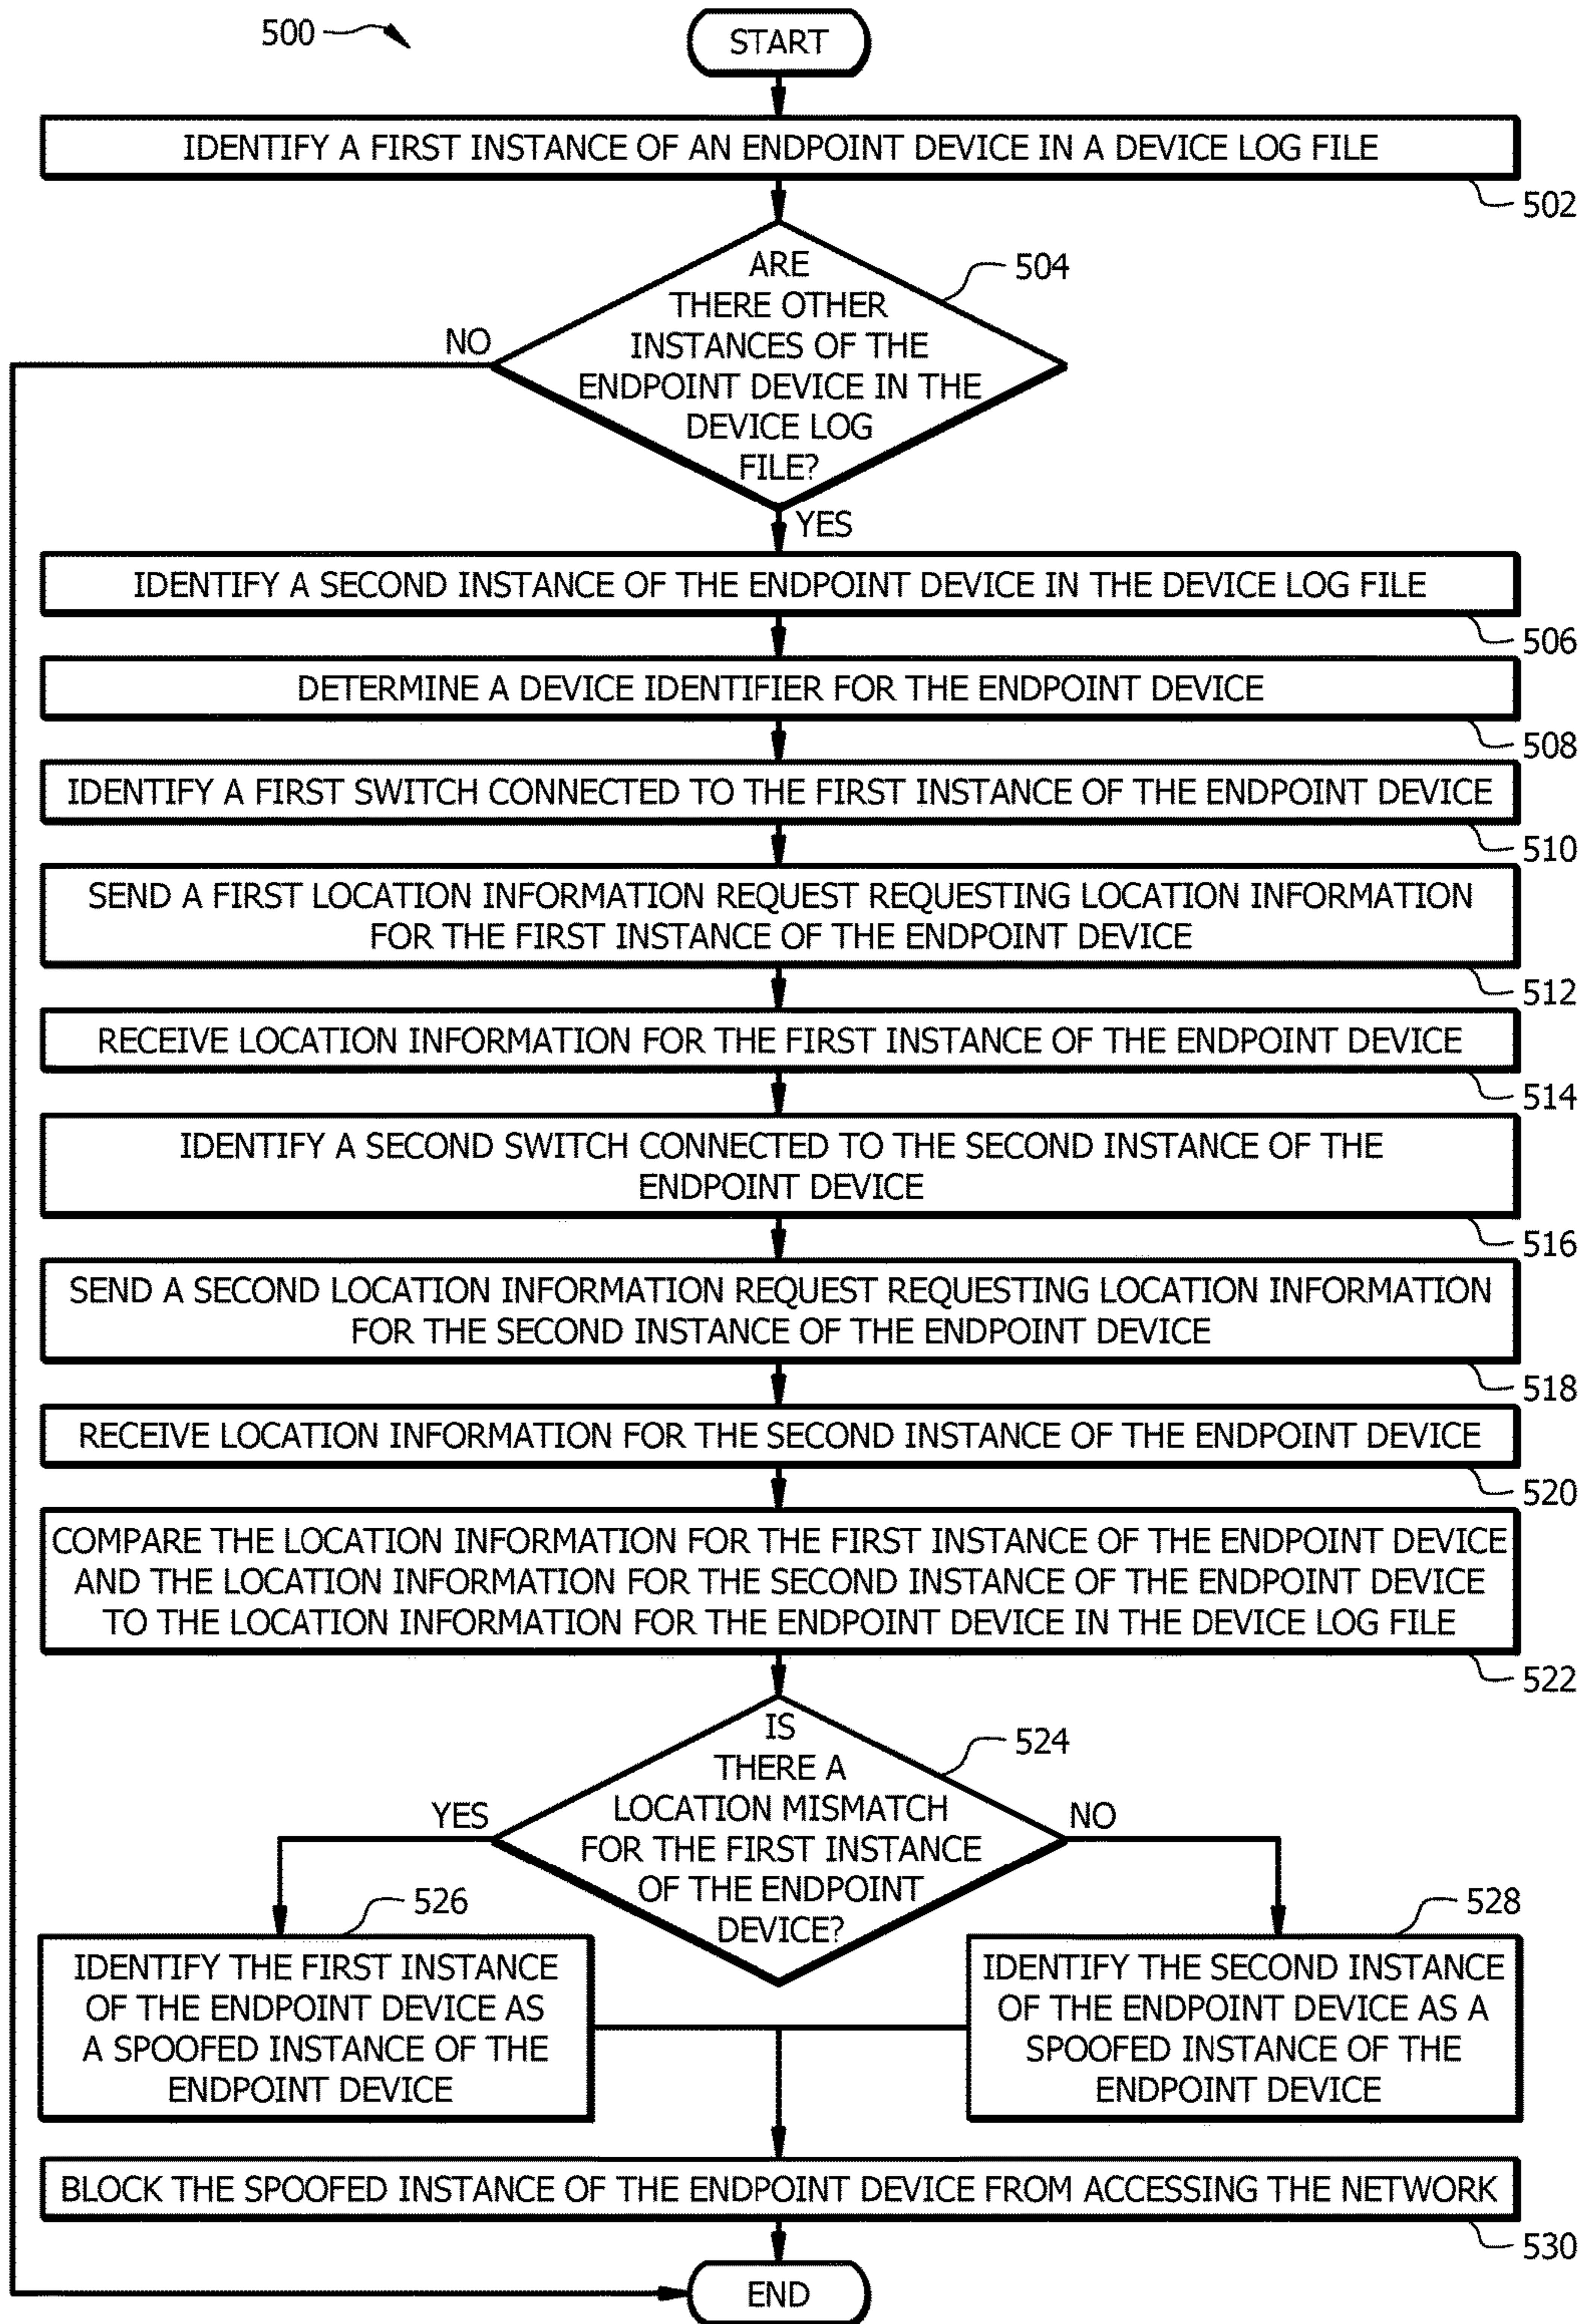 500
START
IDENTIFY A FIRST INSTANCE OF AN ENDPOINT DEVICE IN A DEVICE LOG FILE
502
504
ARE
THERE OTHER
INSTANCES OF THE
ENDPOINT DEVICE IN THE
DEVICE LOG
FILE?
NO
YES
IDENTIFY A SECOND INSTANCE OF THE ENDPOINT DEVICE IN THE DEVICE LOG FILE
506
DETERMINE A DEVICE IDENTIFIER FOR THE ENDPOINT DEVICE
508
IDENTIFY A FIRST SWITCH CONNECTED TO THE FIRST INSTANCE OF THE ENDPOINT DEVICE
510
SEND A FIRST LOCATION INFORMATION REQUEST REQUESTING LOCATION INFORMATION
FOR THE FIRST INSTANCE OF THE ENDPOINT DEVICE
512
RECEIVE LOCATION INFORMATION FOR THE FIRST INSTANCE OF THE ENDPOINT DEVICE
514
IDENTIFY A SECOND SWITCH CONNECTED TO THE SECOND INSTANCE OF THE
ENDPOINT DEVICE
516
SEND A SECOND LOCATION INFORMATION REQUEST REQUESTING LOCATION INFORMATION
FOR THE SECOND INSTANCE OF THE ENDPOINT DEVICE
518
RECEIVE LOCATION INFORMATION FOR THE SECOND INSTANCE OF THE ENDPOINT DEVICE
520
COMPARE THE LOCATION INFORMATION FOR THE FIRST INSTANCE OF THE ENDPOINT DEVICE
AND THE LOCATION INFORMATION FOR THE SECOND INSTANCE OF THE ENDPOINT DEVICE
TO THE LOCATION INFORMATION FOR THE ENDPOINT DEVICE IN THE DEVICE LOG FILE
522
524
IS
THERE A
LOCATION MISMATCH
FOR THE FIRST INSTANCE
OF THE ENDPOINT
DEVICE?
YES
NO
526
IDENTIFY THE FIRST INSTANCE
OF THE ENDPOINT DEVICE AS
A SPOOFED INSTANCE OF THE
ENDPOINT DEVICE
528
IDENTIFY THE SECOND INSTANCE
OF THE ENDPOINT DEVICE AS A
SPOOFED INSTANCE OF THE
ENDPOINT DEVICE
BLOCK THE SPOOFED INSTANCE OF THE ENDPOINT DEVICE FROM ACCESSING THE NETWORK
530
END